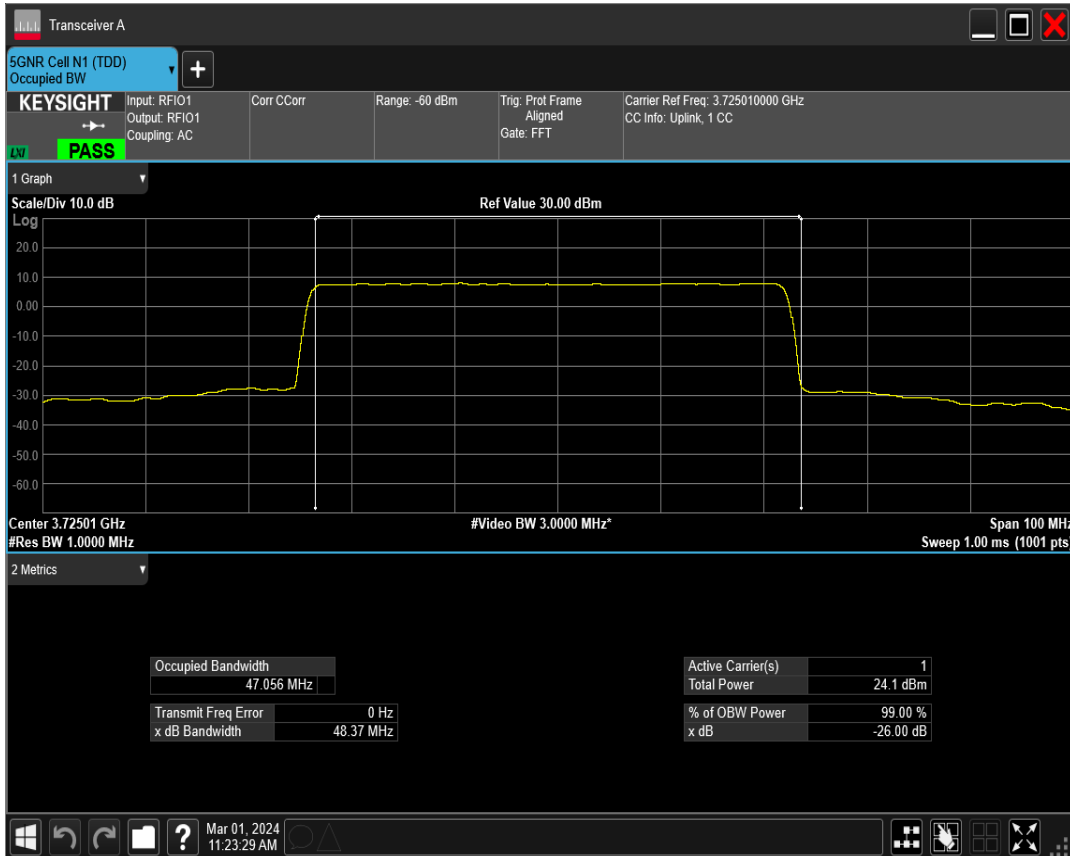 Transceiver A
5GNR Cell N1 (TDD)
Occupied BW
+
KEYSIGHT
LXI
PASS
Input: RFIO1
Output: RFIO1
Coupling: AC
Corr CCorr
Range: -60 dBm
Trig: Prot Frame
Aligned
Gate: FFT
Carrier Ref Freq: 3.725010000 GHz
CC Info: Uplink, 1 CC
1 Graph
Scale/Div 10.0 dB
Ref Value 30.00 dBm
Log
20.0
10.0
0.00
-10.0
-20.0
-30.0
-40.0
-50.0
-60.0
Center 3.72501 GHz
#Video BW 3.0000 MHz*
Span 100 MHz
#Res BW 1.0000 MHz
Sweep 1.00 ms (1001 pts)
2 Metrics
Occupied Bandwidth
47.056 MHz
Transmit Freq Error 0 Hz
x dB Bandwidth 48.37 MHz
Active Carrier(s) 1
Total Power 24.1 dBm
% of OBW Power 99.00 %
x dB -26.00 dB
?
Mar 01, 2024
11:23:29 AM